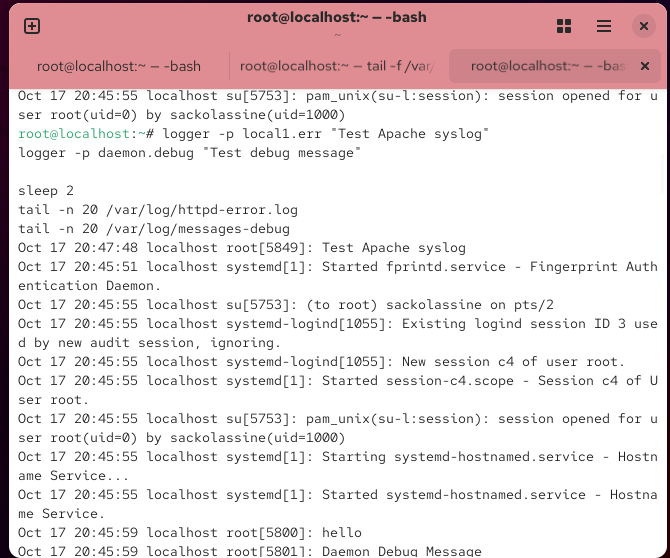 root@localhost:~ — -bash
~
root@localhost:~ — -bash
root@localhost:~ — tail -f /var/
root@localhost:~ — -bas
Oct 17 20:45:55 localhost su[5753]: pam_unix(su-l:session): session opened for u
ser root(uid=0) by sackolassine(uid=1000)
root@localhost:~# logger -p local1.err "Test Apache syslog"
logger -p daemon.debug "Test debug message"
sleep 2
tail -n 20 /var/log/httpd-error.log
tail -n 20 /var/log/messages-debug
Oct 17 20:47:48 localhost root[5849]: Test Apache syslog
Oct 17 20:45:51 localhost systemd[1]: Started fprintd.service - Fingerprint Auth
entication Daemon.
Oct 17 20:45:55 localhost su[5753]: (to root) sackolassine on pts/2
Oct 17 20:45:55 localhost systemd-logind[1055]: Existing logind session ID 3 use
d by new audit session, ignoring.
Oct 17 20:45:55 localhost systemd-logind[1055]: New session c4 of user root.
Oct 17 20:45:55 localhost systemd[1]: Started session-c4.scope - Session c4 of U
ser root.
Oct 17 20:45:55 localhost su[5753]: pam_unix(su-l:session): session opened for u
ser root(uid=0) by sackolassine(uid=1000)
Oct 17 20:45:55 localhost systemd[1]: Starting systemd-hostnamed.service - Hostn
ame Service...
Oct 17 20:45:55 localhost systemd[1]: Started systemd-hostnamed.service - Hostna
me Service.
Oct 17 20:45:59 localhost root[5800]: hello
Oct 17 20:45:59 localhost root[5801]: Daemon Debug Message